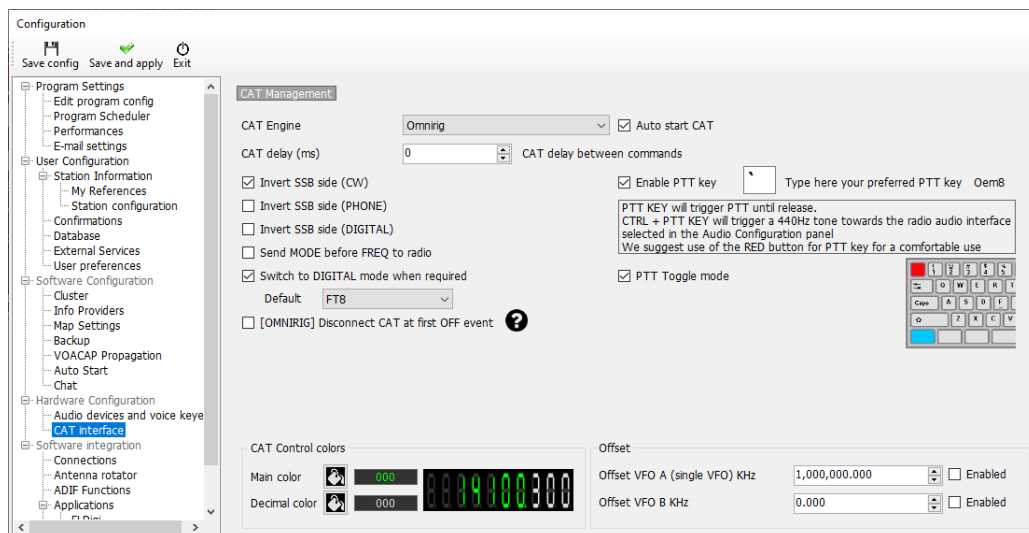 Configuration
Save config Save and apply Exit
Program Settings
Edit program config
Program Scheduler
Performances
E-mail settings
User Configuration
Station Information
My References
Station configuration
Confirmations
Database
External Services
User preferences
Software Configuration
Cluster
Info Providers
Map Settings
Backup
VOACAP Propagation
Auto Start
Chat
Hardware Configuration
Audio devices and voice keye
CAT interface
Software integration
Connections
Antenna rotator
ADIF Functions
Applications
CAT Management
CAT Engine Omnirig Auto start CAT
CAT delay (ms) 0 CAT delay between commands
Invert SSB side (CW)
Invert SSB side (PHONE)
Invert SSB side (DIGITAL)
Send MODE before FREQ to radio
Switch to DIGITAL mode when required
Default FT8
[OMNIRIG] Disconnect CAT at first OFF event ?
Enable PTT key ` Type here your preferred PTT key Oem8
PTT KEY will trigger PTT until release.
CTRL + PTT KEY will trigger a 440Hz tone towards the radio audio interface
selected in the Audio Configuration panel
We suggest use of the RED button for PTT key for a comfortable use
PTT Toggle mode
Caps A S D F
Z X C V
CAT Control colors
Main color 000
Decimal color 000
14100300
Offset
Offset VFO A (single VFO) KHz 1,000,000.000 Enabled
Offset VFO B KHz 0.000 Enabled